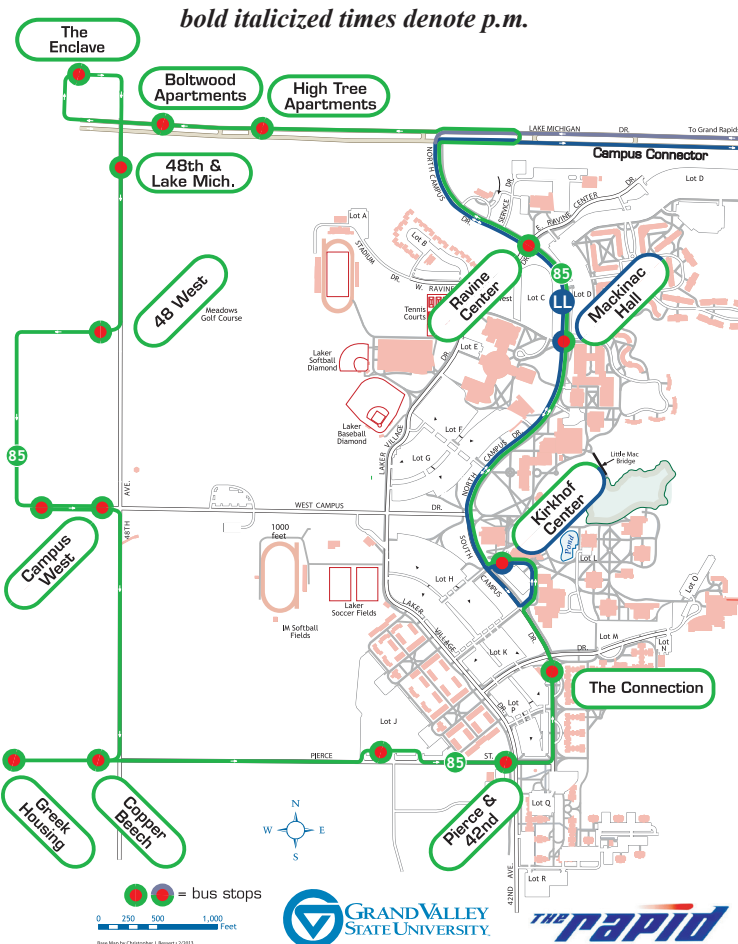 bold italicized times denote p.m.
The
Enclave
Boltwood
Apartments
High Tree
Apartments
LAKE MICHIGAN DR.
To Grand Rapids
Campus Connector
48th &
Lake Mich.
NORTH CAMPUS
DR.
SERVICE DR.
E. RAVINE CENTER DR
Lot D
Lot A
Lot B
STADIUM
DR.
W. RAVINE
DR
48 West
Meadows
Golf Course
Ravine
Center
85
LL
Lot C
Lot D
Mackinac
Hall
Tennis
Courts
est
Laker
Softball
Diamond
Lot E
DR.
Laker
Baseball
Diamond
Lot F
Lot G
LAKER VILLAGE
NORTH CAMPUS DR.
85
Little Mac
Bridge
AVE.
48TH
WEST CAMPUS DR.
Kirkhof
Center
Campus
West
1000
feet
SOUTH CAMPUS DR.
Pond
Lot L
Lot H
Lot O
Laker
Soccer Fields
IM Softball
Fields
LAKER VILLAGE DR.
Lot M
Lot N
DR.
Lot K
The Connection
Lot P
Lot J
PIERCE ST.
85
Greek
Housing
Copper
Beech
Pierce &
42nd
N
W E
S
Lot Q
Lot R
42ND AVE.
= bus stops
0 250 500 1,000
Feet
GRAND VALLEY
STATE UNIVERSITY
THE rapid